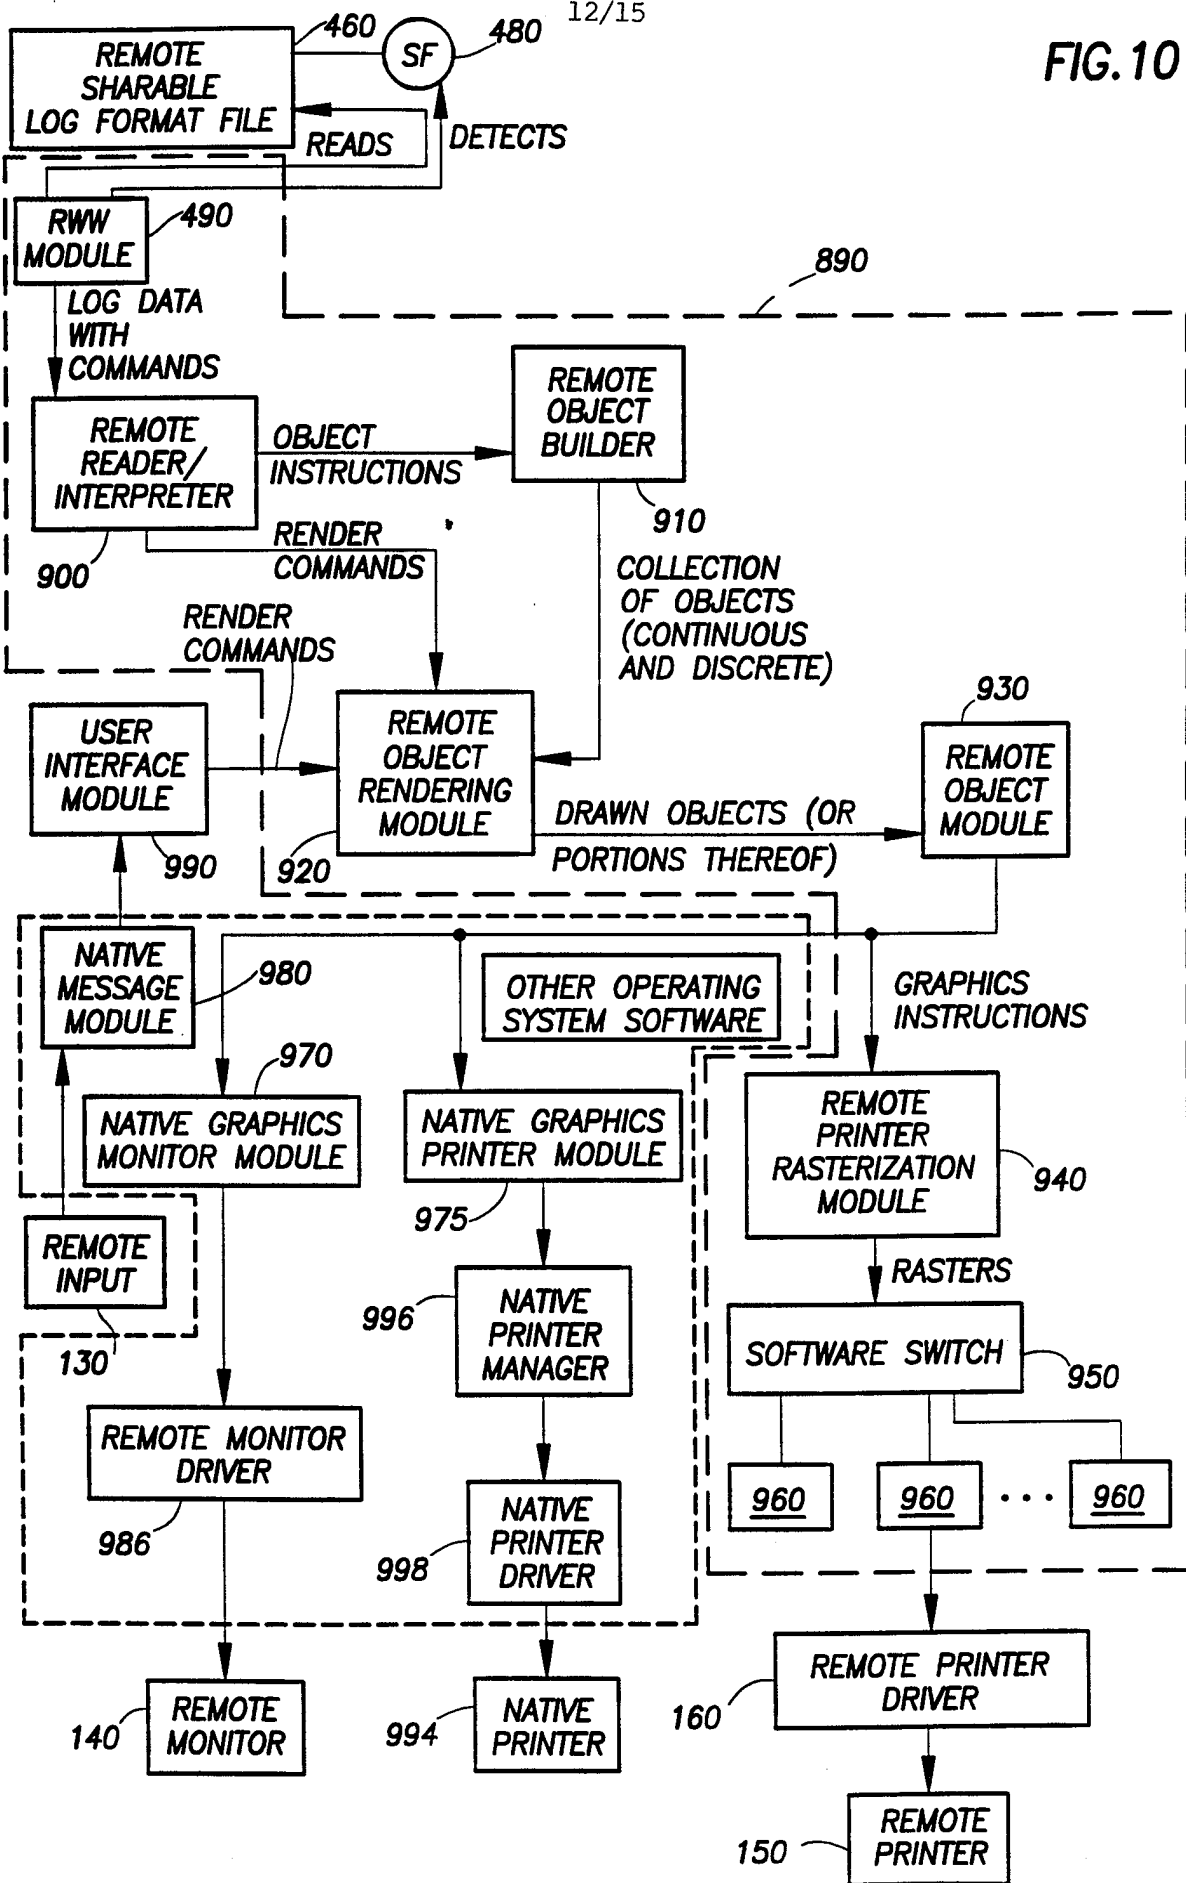 12/15
FIG.10
460
SF
480
REMOTE
SHARABLE
LOG FORMAT FILE
READS
DETECTS
RWW
MODULE
490
890
LOG DATA
WITH
COMMANDS
REMOTE
OBJECT
BUILDER
910
REMOTE
READER/
INTERPRETER
900
OBJECT
INSTRUCTIONS
RENDER
COMMANDS
COLLECTION
OF OBJECTS
(CONTINUOUS
AND DISCRETE)
RENDER
COMMANDS
USER
INTERFACE
MODULE
990
REMOTE
OBJECT
RENDERING
MODULE
920
DRAWN OBJECTS (OR
PORTIONS THEREOF)
930
REMOTE
OBJECT
MODULE
NATIVE
MESSAGE
MODULE
980
OTHER OPERATING
SYSTEM SOFTWARE
GRAPHICS
INSTRUCTIONS
970
NATIVE GRAPHICS
MONITOR MODULE
NATIVE GRAPHICS
PRINTER MODULE
975
REMOTE
PRINTER
RASTERIZATION
MODULE
940
REMOTE
INPUT
130
RASTERS
996
NATIVE
PRINTER
MANAGER
SOFTWARE SWITCH
950
REMOTE MONITOR
DRIVER
986
960
960
...
960
998
NATIVE
PRINTER
DRIVER
140
REMOTE
MONITOR
994
NATIVE
PRINTER
160
REMOTE PRINTER
DRIVER
150
REMOTE
PRINTER